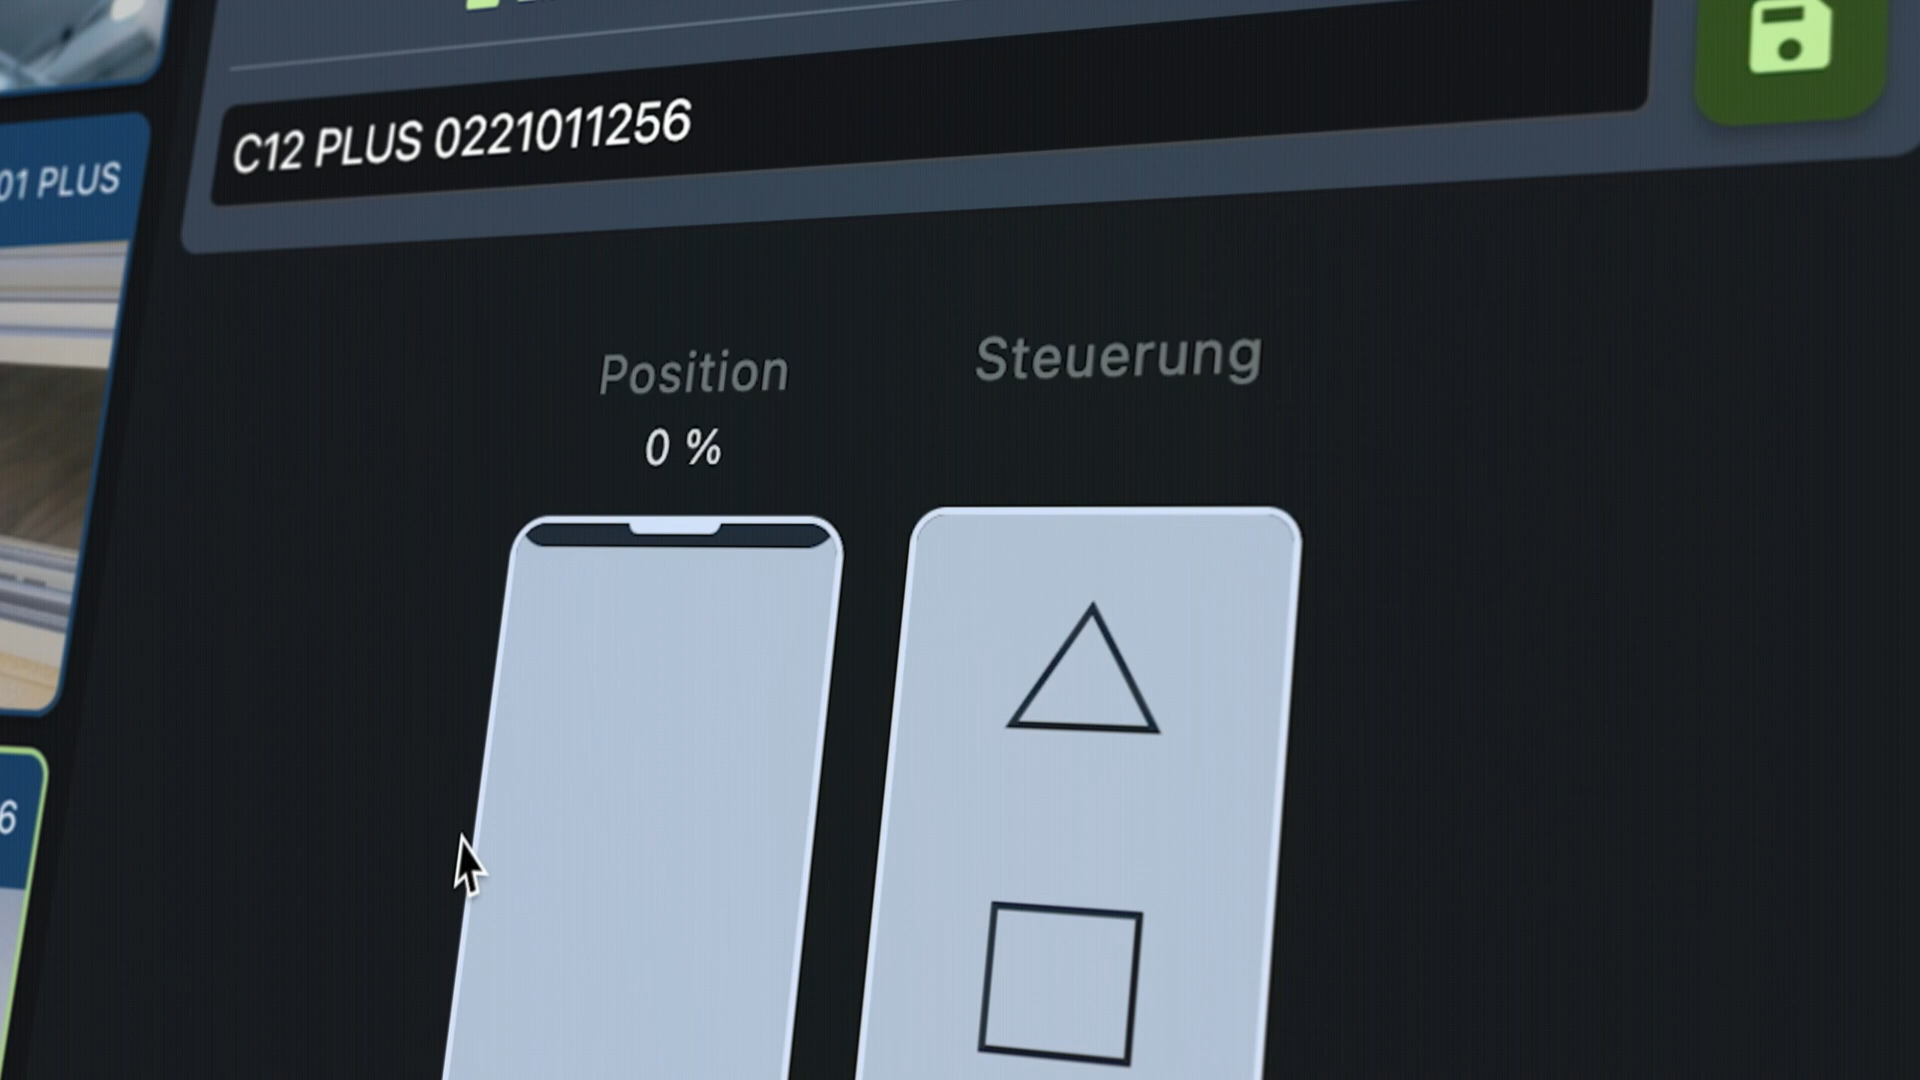 C12 PLUS 0221011256
01 PLUS
Position
Steuerung
0 %
6